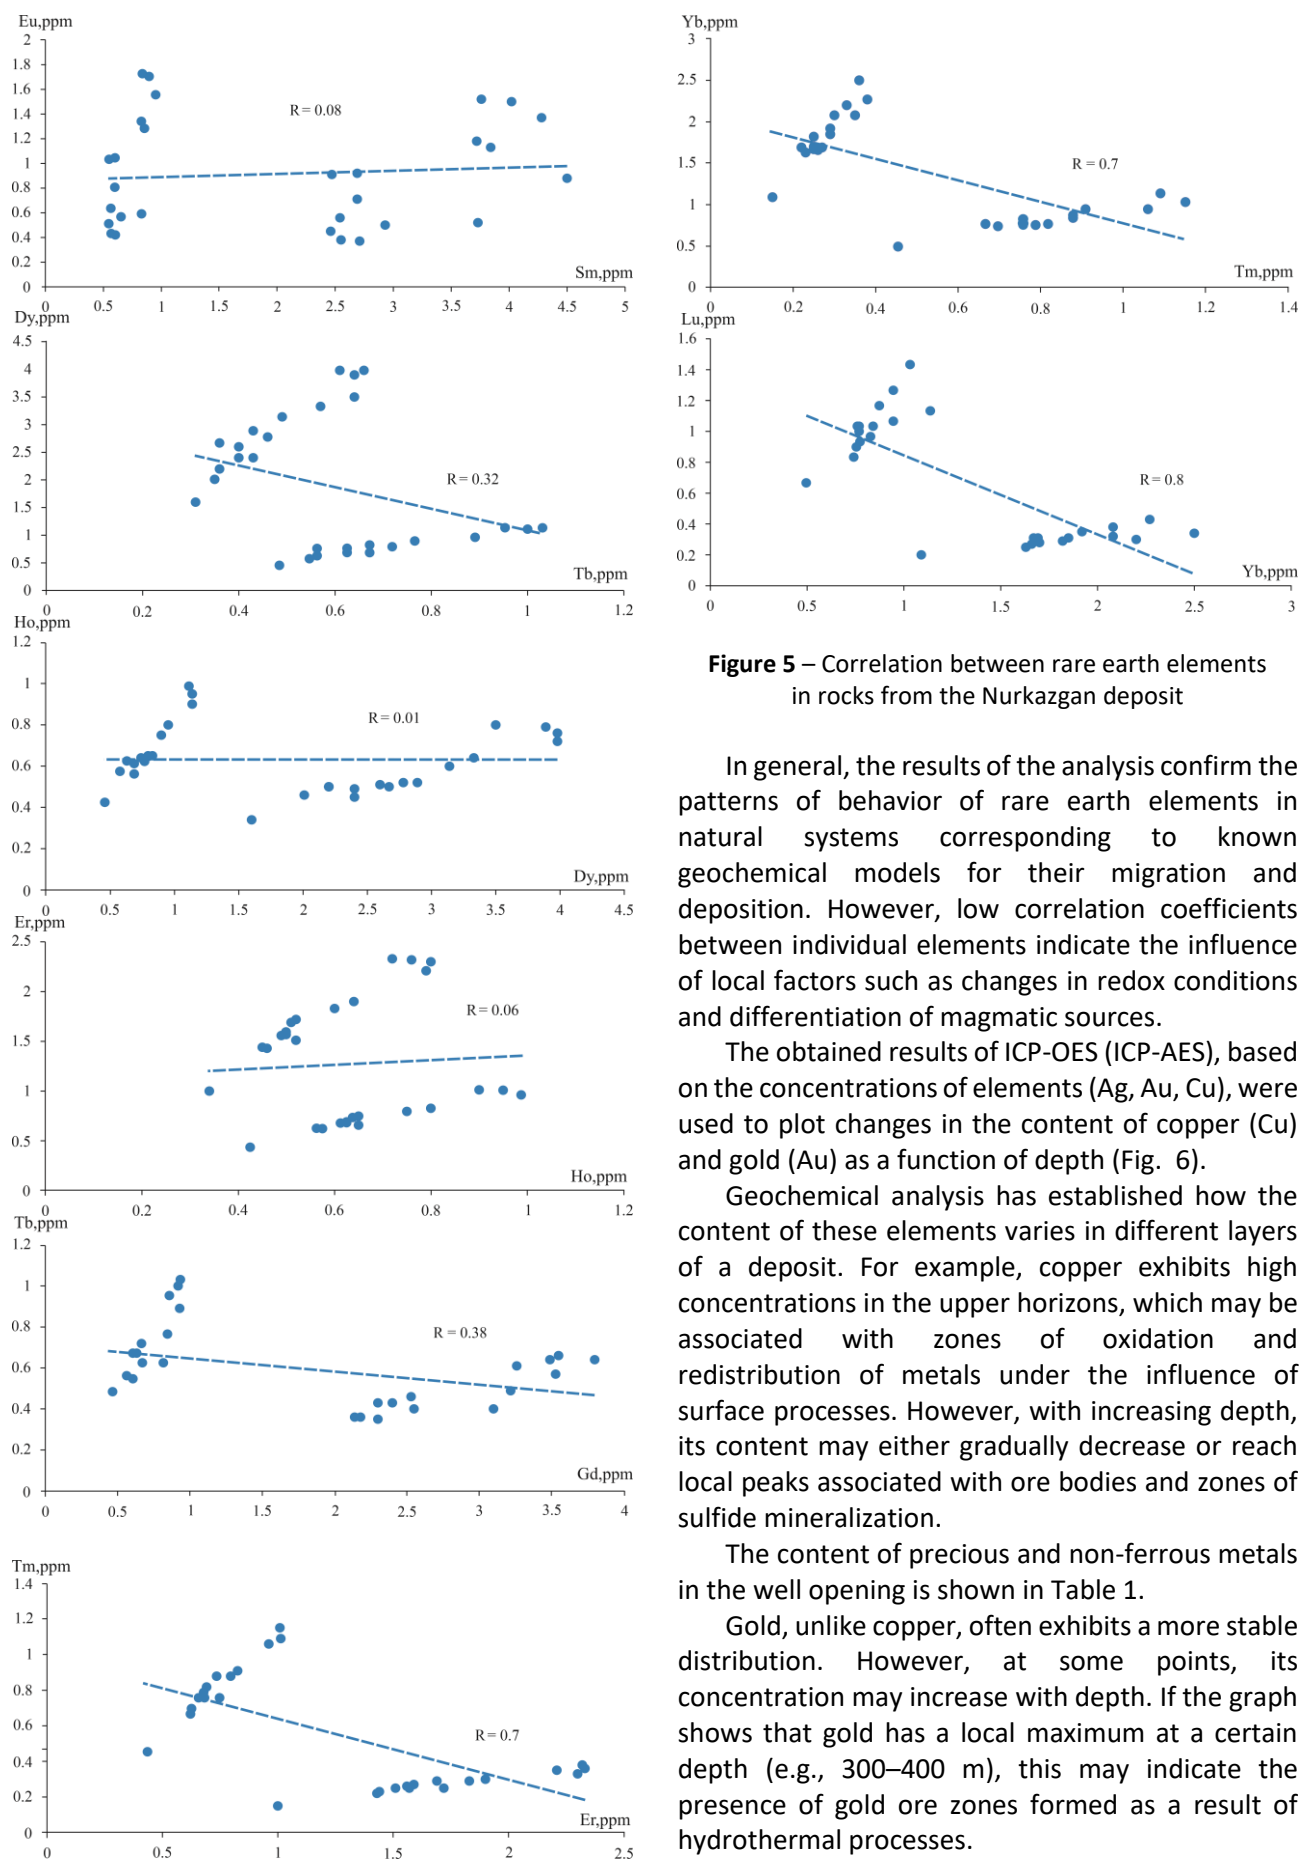 Eu,ppm
2
1.8
1.6
1.4
1.2
1
0.8
0.6
0.4
0.2
0
R = 0.08
Sm,ppm
0 0.5 1 1.5 2 2.5 3 3.5 4 4.5 5
Dy,ppm
4.5
4
3.5
3
2.5
2
1.5
1
0.5
0
R = 0.32
Tb,ppm
0 0.2 0.4 0.6 0.8 1 1.2
Ho,ppm
1.2
1
0.8
0.6
0.4
0.2
0
R = 0.01
Dy,ppm
0 0.5 1 1.5 2 2.5 3 3.5 4 4.5
Er,ppm
2.5
2
1.5
1
0.5
0
R = 0.06
Ho,ppm
0 0.2 0.4 0.6 0.8 1 1.2
Tb,ppm
1.2
1
0.8
0.6
0.4
0.2
0
R = 0.38
Gd,ppm
0 0.5 1 1.5 2 2.5 3 3.5 4
Tm,ppm
1.4
1.2
1
0.8
0.6
0.4
0.2
0
R = 0.7
Er,ppm
0 0.5 1 1.5 2 2.5
Yb,ppm
3
2.5
2
1.5
1
0.5
0
R = 0.7
Tm,ppm
0 0.2 0.4 0.6 0.8 1 1.2 1.4
Lu,ppm
1.6
1.4
1.2
1
0.8
0.6
0.4
0.2
0
R = 0.8
Yb,ppm
0 0.5 1 1.5 2 2.5 3
Figure 5 – Correlation between rare earth elements
in rocks from the Nurkazgan deposit
In general, the results of the analysis confirm the
patterns of behavior of rare earth elements in
natural systems corresponding to known
geochemical models for their migration and
deposition. However, low correlation coefficients
between individual elements indicate the influence
of local factors such as changes in redox conditions
and differentiation of magmatic sources.
The obtained results of ICP-OES (ICP-AES), based
on the concentrations of elements (Ag, Au, Cu), were
used to plot changes in the content of copper (Cu)
and gold (Au) as a function of depth (Fig. 6).
Geochemical analysis has established how the
content of these elements varies in different layers
of a deposit. For example, copper exhibits high
concentrations in the upper horizons, which may be
associated with zones of oxidation and
redistribution of metals under the influence of
surface processes. However, with increasing depth,
its content may either gradually decrease or reach
local peaks associated with ore bodies and zones of
sulfide mineralization.
The content of precious and non-ferrous metals
in the well opening is shown in Table 1.
Gold, unlike copper, often exhibits a more stable
distribution. However, at some points, its
concentration may increase with depth. If the graph
shows that gold has a local maximum at a certain
depth (e.g., 300–400 m), this may indicate the
presence of gold ore zones formed as a result of
hydrothermal processes.